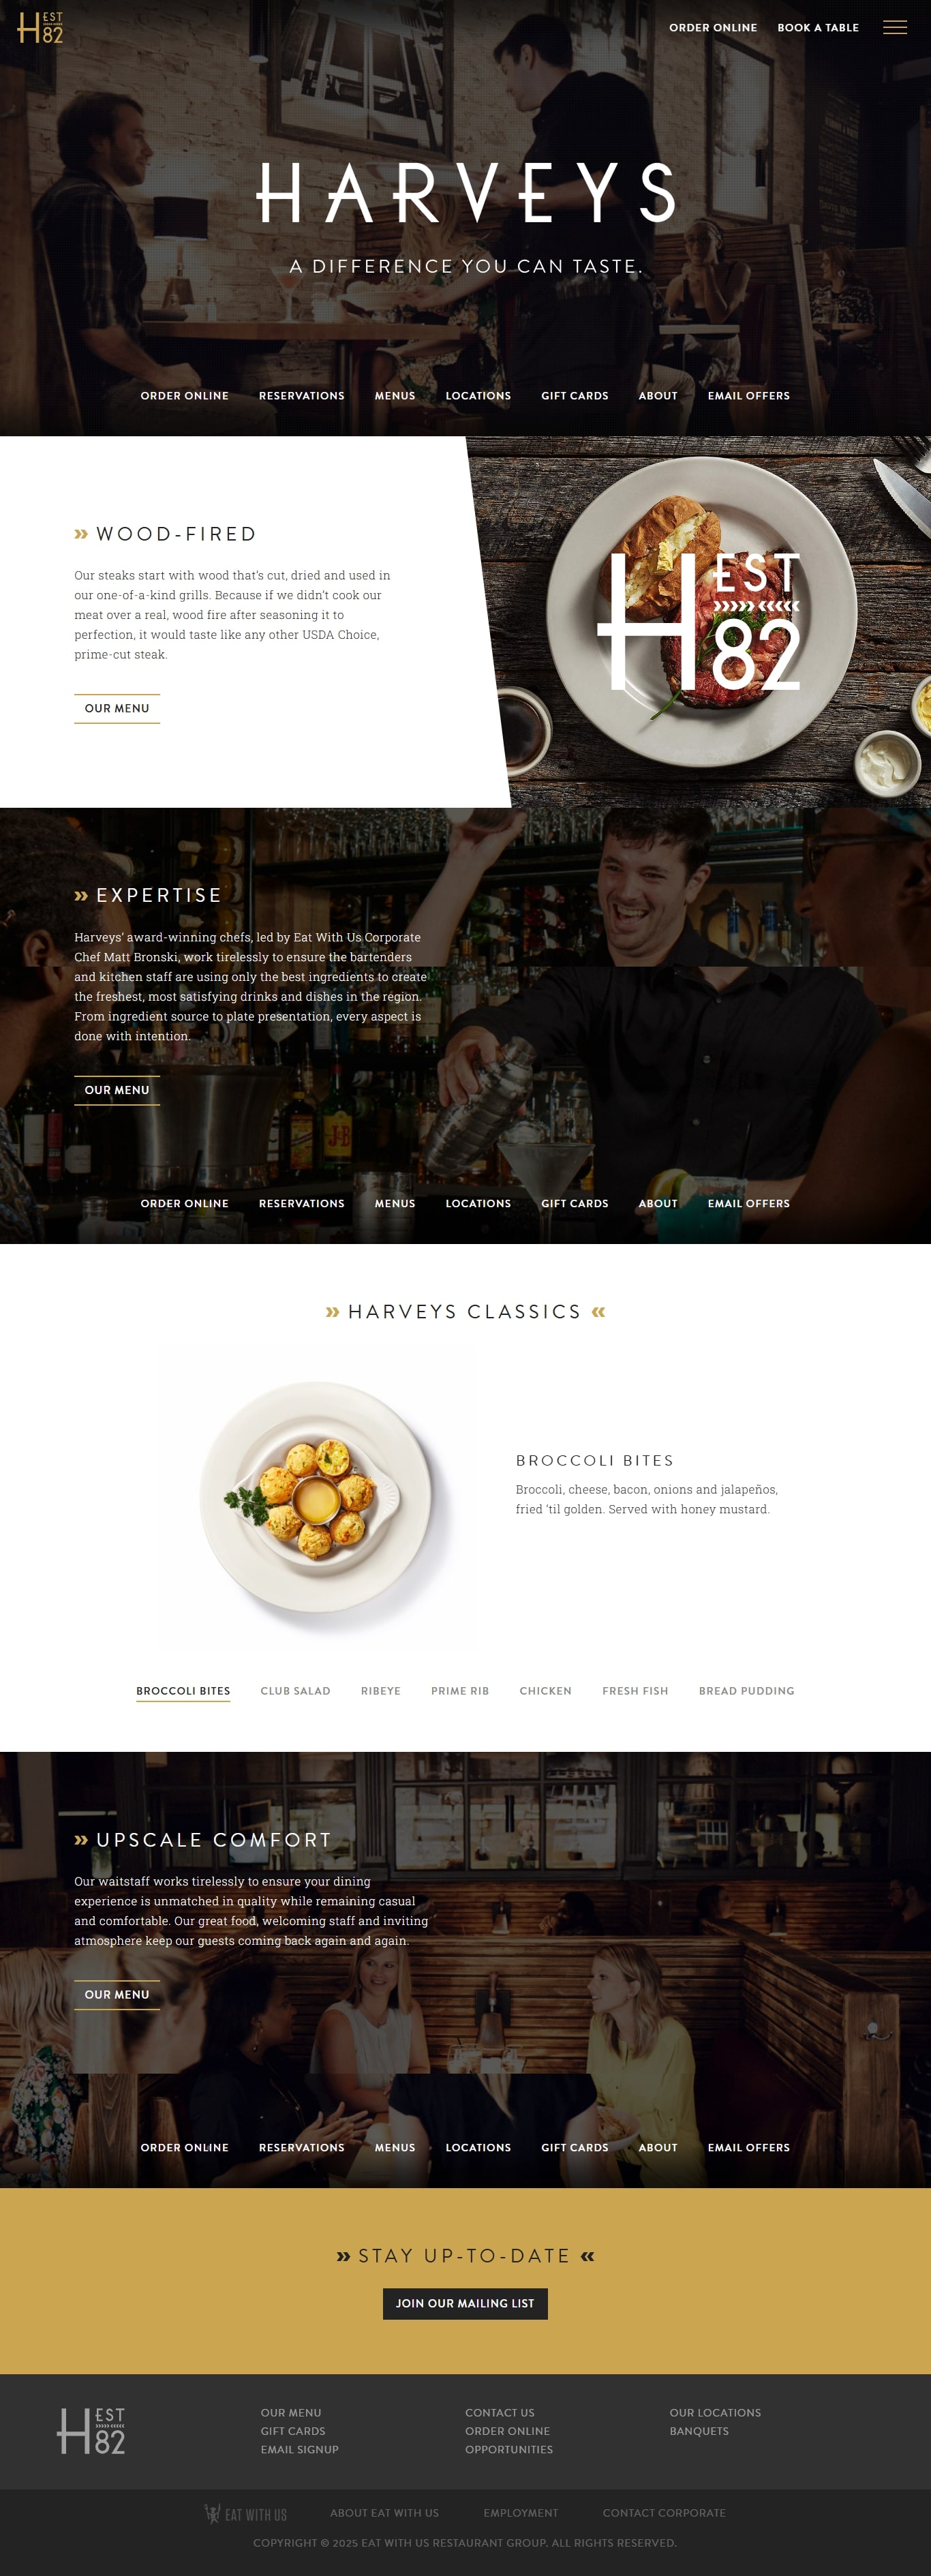 H EST 82
ORDER ONLINE
BOOK A TABLE
HARVEYS
A DIFFERENCE YOU CAN TASTE.
ORDER ONLINE RESERVATIONS MENUS LOCATIONS GIFT CARDS ABOUT EMAIL OFFERS
» WOOD-FIRED
Our steaks start with wood that’s cut, dried and used in
our one-of-a-kind grills. Because if we didn’t cook our
meat over a real, wood fire after seasoning it to
perfection, it would taste like any other USDA Choice,
prime-cut steak.
OUR MENU
H EST 82
» EXPERTISE
Harveys’ award-winning chefs, led by Eat With Us Corporate
Chef Matt Bronski, work tirelessly to ensure the bartenders
and kitchen staff are using only the best ingredients to create
the freshest, most satisfying drinks and dishes in the region.
From ingredient source to plate presentation, every aspect is
done with intention.
OUR MENU
J&B
ORDER ONLINE RESERVATIONS MENUS LOCATIONS GIFT CARDS ABOUT EMAIL OFFERS
» HARVEYS CLASSICS «
BROCCOLI BITES
Broccoli, cheese, bacon, onions and jalapeños,
fried ‘til golden. Served with honey mustard.
BROCCOLI BITES CLUB SALAD RIBEYE PRIME RIB CHICKEN FRESH FISH BREAD PUDDING
» UPSCALE COMFORT
Our waitstaff works tirelessly to ensure your dining
experience is unmatched in quality while remaining casual
and comfortable. Our great food, welcoming staff and inviting
atmosphere keep our guests coming back again and again.
OUR MENU
ORDER ONLINE RESERVATIONS MENUS LOCATIONS GIFT CARDS ABOUT EMAIL OFFERS
» STAY UP-TO-DATE «
JOIN OUR MAILING LIST
H EST 82
OUR MENU
GIFT CARDS
EMAIL SIGNUP
CONTACT US
ORDER ONLINE
OPPORTUNITIES
OUR LOCATIONS
BANQUETS
EAT WITH US
ABOUT EAT WITH US
EMPLOYMENT
CONTACT CORPORATE
COPYRIGHT © 2025 EAT WITH US RESTAURANT GROUP. ALL RIGHTS RESERVED.